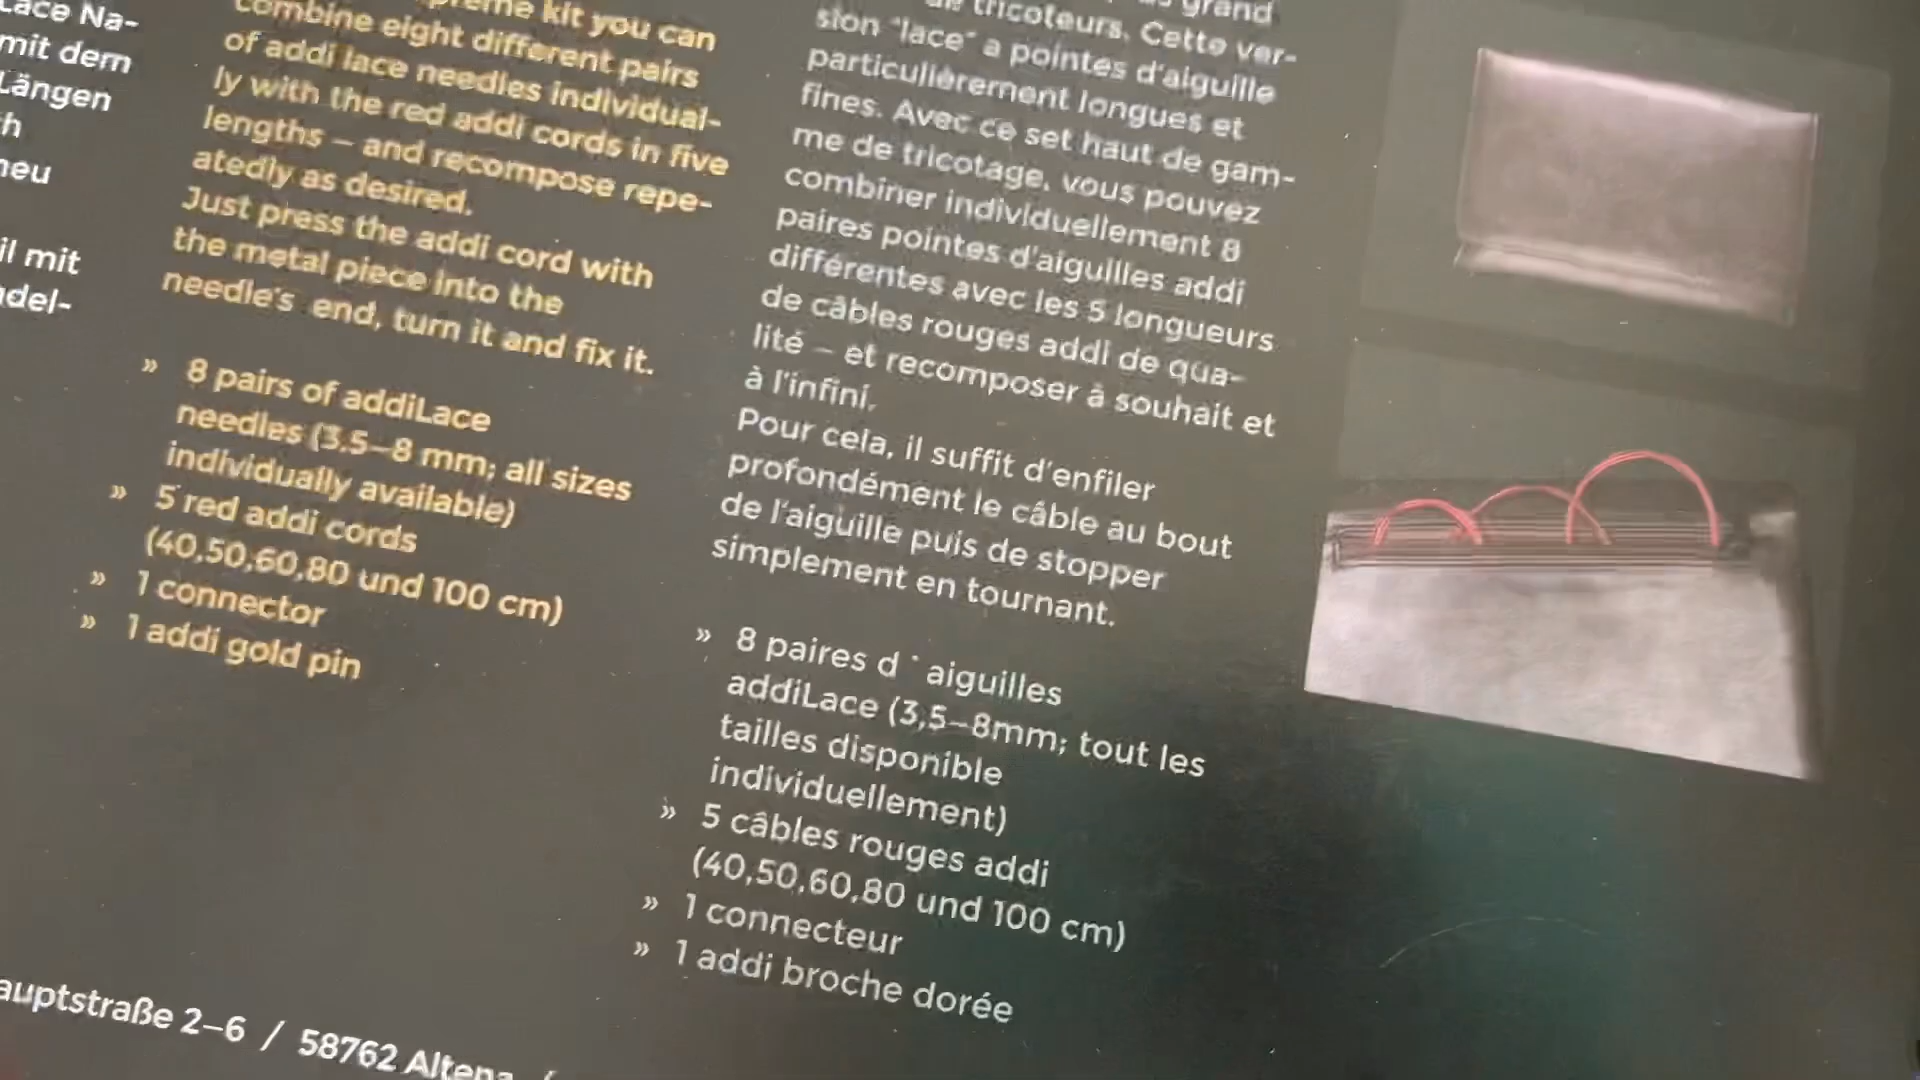 Lace Na-
mit dem
Längen
neu
mit
kit you can
combine eight different pairs
of addi lace needles individual-
ly with the red addi cords in five
lengths – and recompose repe-
atedly as desired.
Just press the addi cord with
the metal piece into the
needle's end, turn it and fix it.
» 8 pairs of addiLace
needles (3,5–8 mm; all sizes
individually available)
» 5 red addi cords
(40,50,60,80 und 100 cm)
» 1 connector
» 1 addi gold pin
grand
tricoteurs. Cette ver-
sion "lace" a pointes d'aiguille
particulièrement longues et
fines. Avec ce set haut de gam-
me de tricotage, vous pouvez
combiner individuellement 8
paires pointes d'aiguilles addi
différentes avec les 5 longueurs
de câbles rouges addi de qua-
lité – et recomposer à souhait et
à l'infini.
Pour cela, il suffit d'enfiler
profondément le câble au bout
de l'aiguille puis de stopper
simplement en tournant.
» 8 paires d ` aiguilles
addiLace (3,5–8mm; tout les
tailles disponible
individuellement)
» 5 câbles rouges addi
(40,50,60,80 und 100 cm)
» 1 connecteur
» 1 addi broche dorée
auptstraße 2–6 / 58762 Altena